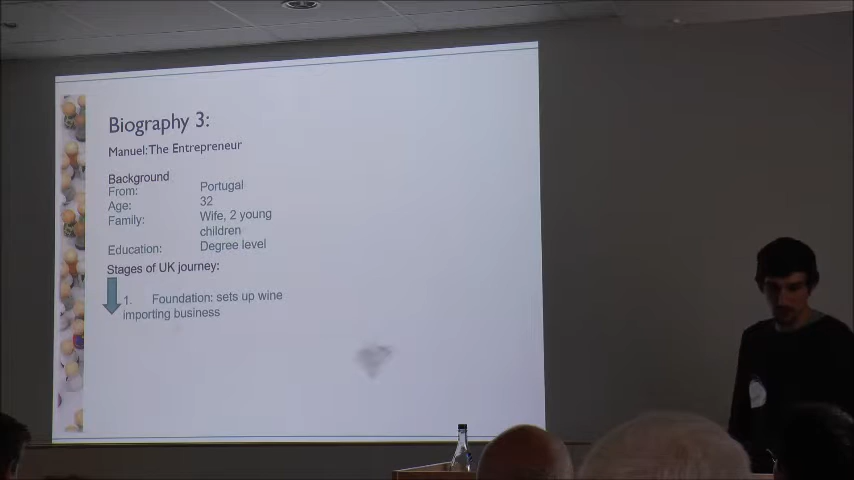 Biography 3:
Manuel: The Entrepreneur
Background
From: Portugal
Age: 32
Family: Wife, 2 young
children
Education: Degree level
Stages of UK journey:
1. Foundation: sets up wine
importing business